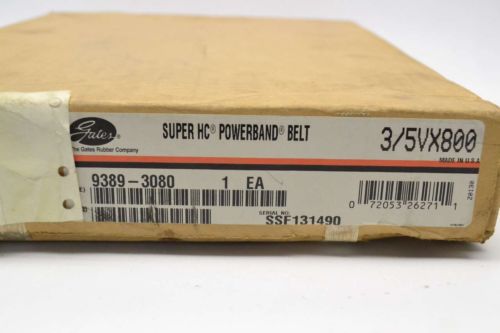 Gates®
The Gates Rubber Company
SUPER HC® POWERBAND® BELT
3/5VX800
MADE IN U.S.A.
9389-3080 1 EA
SERIAL NO.
SSF131490
0 72053 26271 1